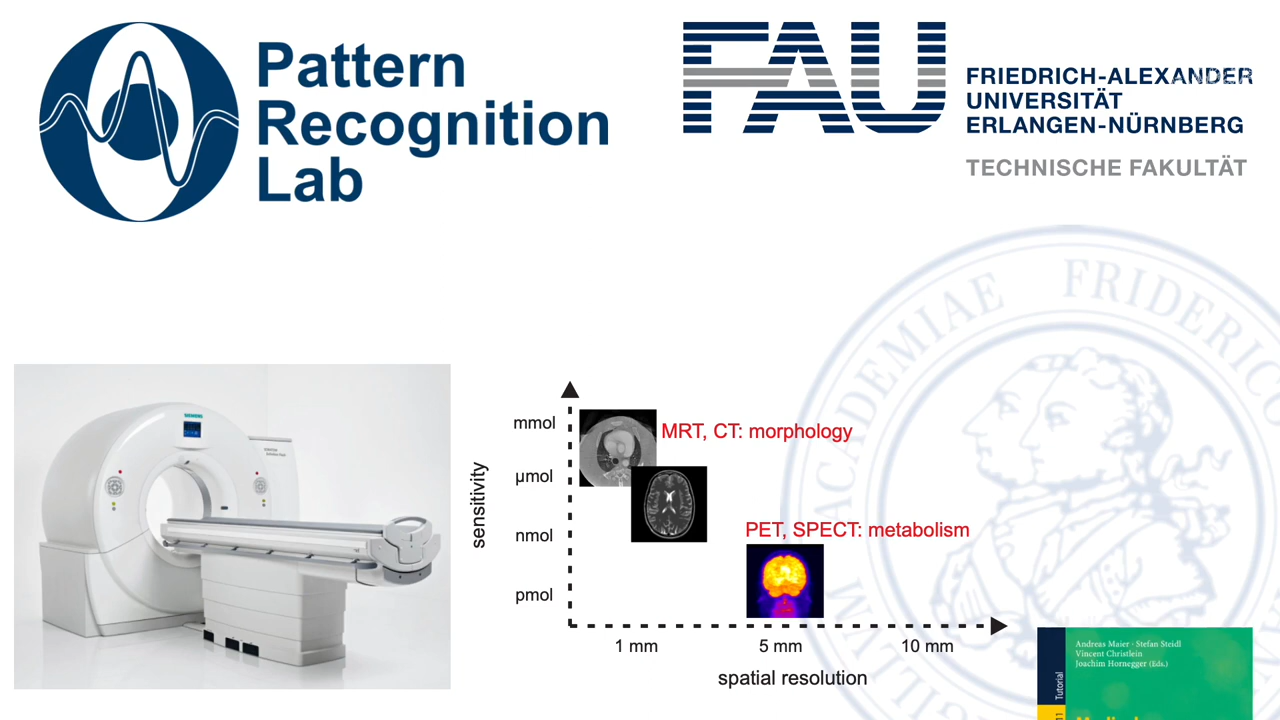 Pattern
Recognition
Lab
FAU
FRIEDRICH-ALEXANDER
UNIVERSITÄT
ERLANGEN-NÜRNBERG
TECHNISCHE FAKULTÄT
ACADEMIAE FRIDERICO
SIEMENS
sensitivity
mmol
µmol
nmol
pmol
MRT, CT: morphology
PET, SPECT: metabolism
1 mm
5 mm
10 mm
spatial resolution
Andreas Maier · Stefan Steidl
Vincent Christlein
Joachim Hornegger (Eds.)
Tutorial